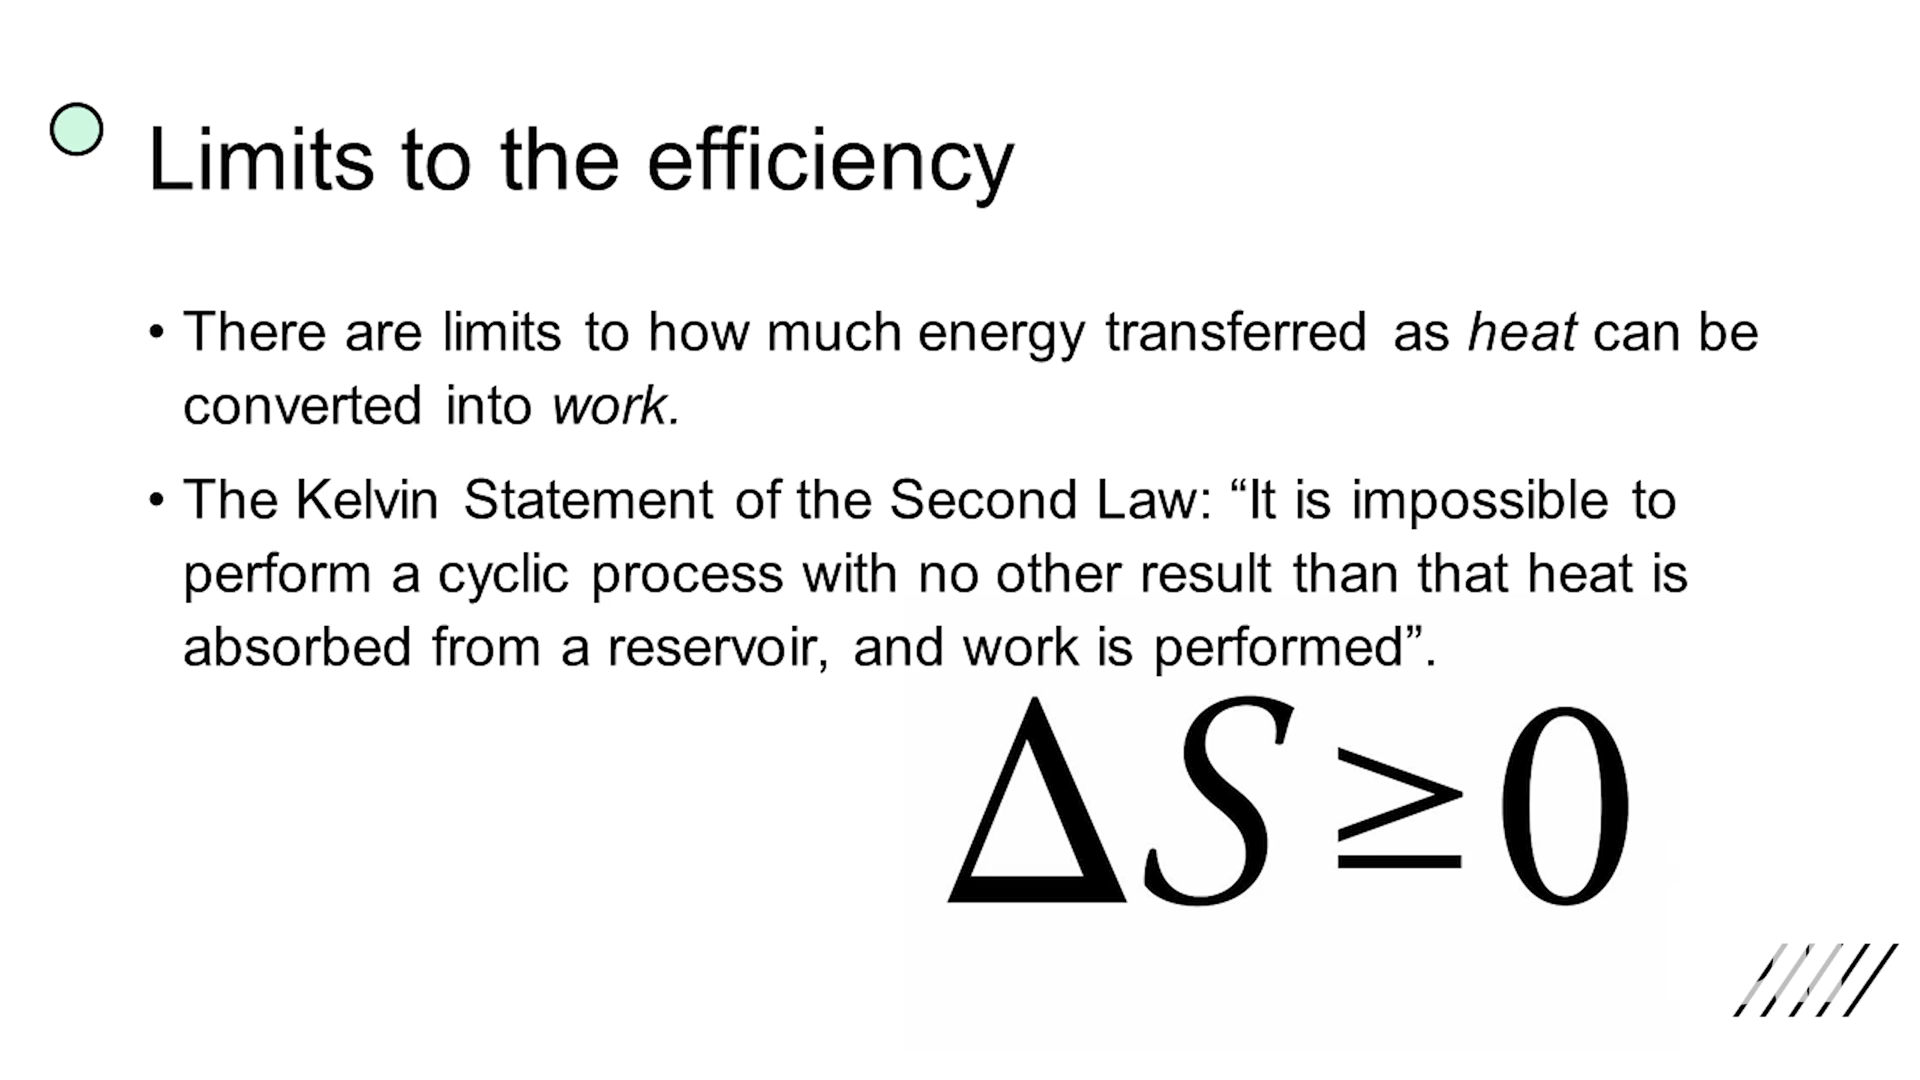 Limits to the efficiency
• There are limits to how much energy transferred as heat can be
converted into work.
• The Kelvin Statement of the Second Law: “It is impossible to
perform a cyclic process with no other result than that heat is
absorbed from a reservoir, and work is performed”.
ΔS ≥ 0